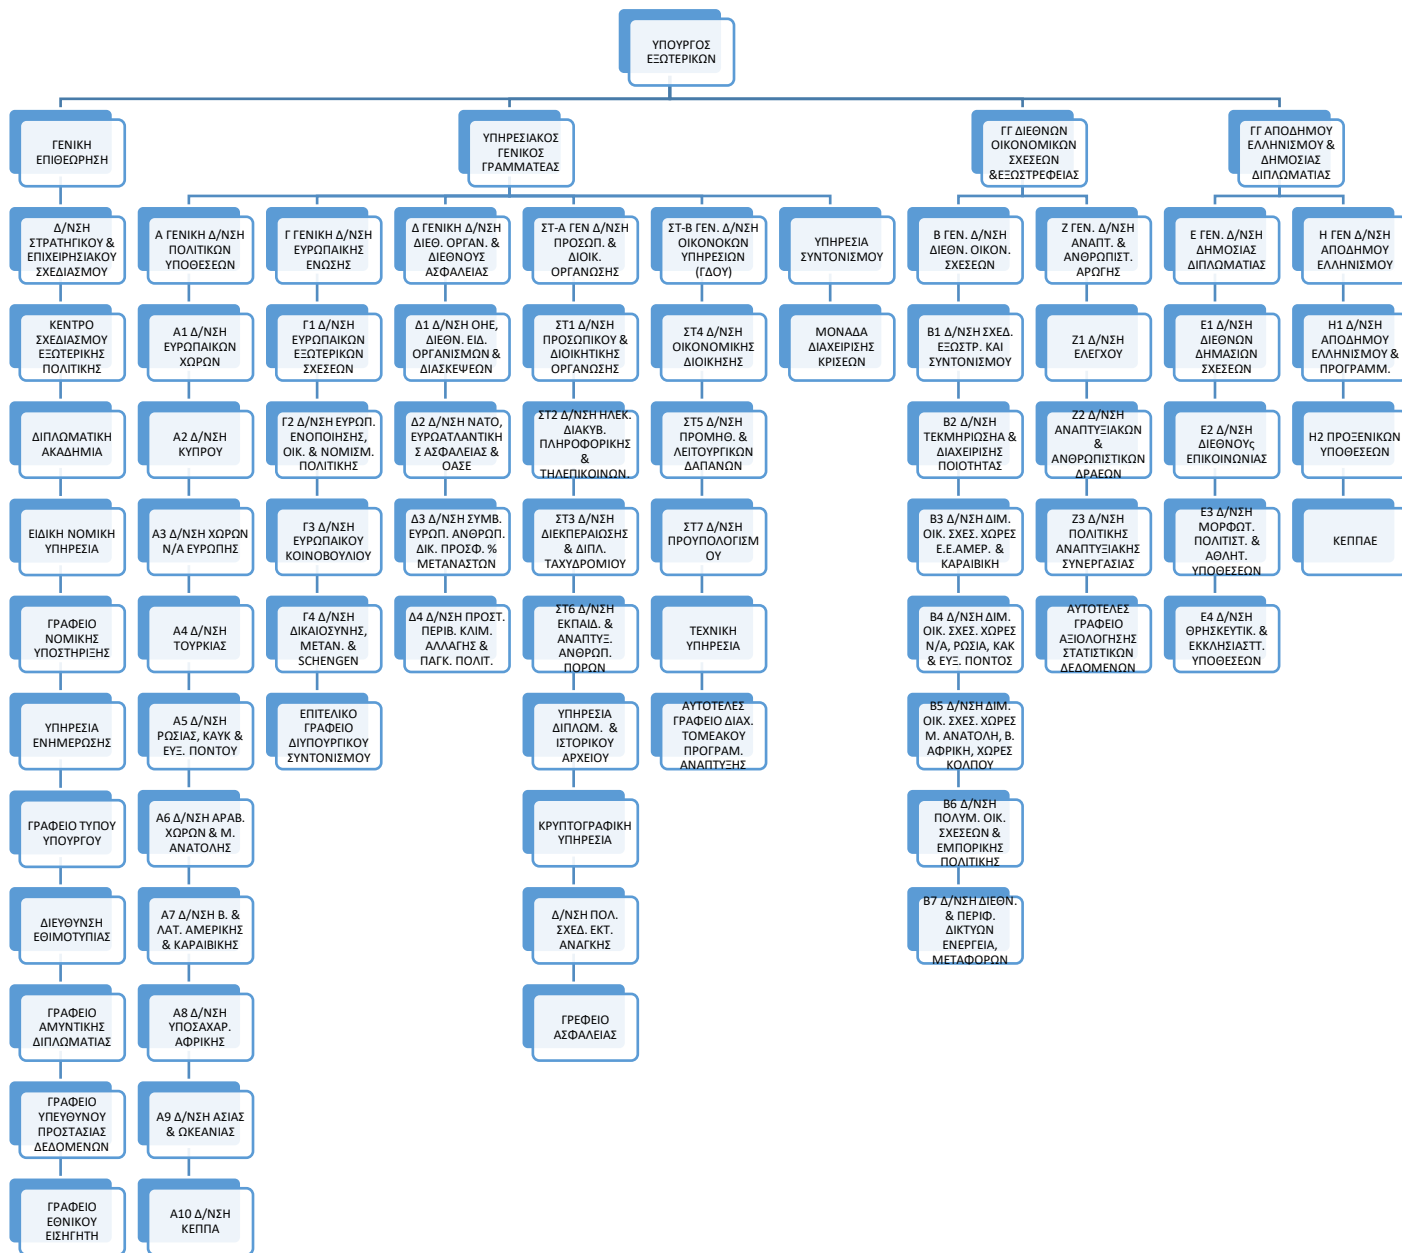 ΥΠΟΥΡΓΟΣ
ΕΞΩΤΕΡΙΚΩΝ
ΓΕΝΙΚΗ
ΕΠΙΘΕΩΡΗΣΗ
ΥΠΗΡΕΣΙΑΚΟΣ
ΓΕΝΙΚΟΣ
ΓΡΑΜΜΑΤΕΑΣ
ΓΓ ΔΙΕΘΝΩΝ
ΟΙΚΟΝΟΜΙΚΩΝ
ΣΧΕΣΕΩΝ
&ΕΞΩΣΤΡΕΦΕΙΑΣ
ΓΓ ΑΠΟΔΗΜΟΥ
ΕΛΛΗΝΙΣΜΟΥ &
ΔΗΜΟΣΙΑΣ
ΔΙΠΛΩΜΑΤΙΑΣ
Δ/ΝΣΗ
ΣΤΡΑΤΗΓΙΚΟΥ &
ΕΠΙΧΕΙΡΗΣΙΑΚΟΥ
ΣΧΕΔΙΑΣΜΟΥ
ΚΕΝΤΡΟ
ΣΧΕΔΙΑΣΜΟΥ
ΕΞΩΤΕΡΙΚΗΣ
ΠΟΛΙΤΙΚΗΣ
ΔΙΠΛΩΜΑΤΙΚΗ
ΑΚΑΔΗΜΙΑ
ΕΙΔΙΚΗ ΝΟΜΙΚΗ
ΥΠΗΡΕΣΙΑ
ΓΡΑΦΕΙΟ
ΝΟΜΙΚΗΣ
ΥΠΟΣΤΗΡΙΞΗΣ
ΥΠΗΡΕΣΙΑ
ΕΝΗΜΕΡΩΣΗΣ
ΓΡΑΦΕΙΟ ΤΥΠΟΥ
ΥΠΟΥΡΓΟΥ
ΔΙΕΥΘΥΝΣΗ
ΕΘΙΜΟΤΥΠΙΑΣ
ΓΡΑΦΕΙΟ
ΑΜΥΝΤΙΚΗΣ
ΔΙΠΛΩΜΑΤΙΑΣ
ΓΡΑΦΕΙΟ
ΥΠΕΥΘΥΝΟΥ
ΠΡΟΣΤΑΣΙΑΣ
ΔΕΔΟΜΕΝΩΝ
ΓΡΑΦΕΙΟ
ΕΘΝΙΚΟΥ
ΕΙΣΗΓΗΤΗ
Α ΓΕΝΙΚΗ Δ/ΝΣΗ
ΠΟΛΙΤΙΚΩΝ
ΥΠΟΘΕΣΕΩΝ
Α1 Δ/ΝΣΗ
ΕΥΡΩΠΑΙΚΩΝ
ΧΩΡΩΝ
Α2 Δ/ΝΣΗ
ΚΥΠΡΟΥ
Α3 Δ/ΝΣΗ ΧΩΡΩΝ
Ν/Α ΕΥΡΩΠΗΣ
Α4 Δ/ΝΣΗ
ΤΟΥΡΚΙΑΣ
Α5 Δ/ΝΣΗ
ΡΩΣΙΑΣ, ΚΑΥΚ &
ΕΥΞ. ΠΟΝΤΟΥ
Α6 Δ/ΝΣΗ ΑΡΑΒ.
ΧΩΡΩΝ & Μ.
ΑΝΑΤΟΛΗΣ
Α7 Δ/ΝΣΗ Β. &
ΛΑΤ. ΑΜΕΡΙΚΗΣ
& ΚΑΡΑΙΒΙΚΗΣ
Α8 Δ/ΝΣΗ
ΥΠΟΣΑΧΑΡ.
ΑΦΡΙΚΗΣ
Α9 Δ/ΝΣΗ ΑΣΙΑΣ
& ΩΚΕΑΝΙΑΣ
Α10 Δ/ΝΣΗ
ΚΕΠΠΑ
Γ ΓΕΝΙΚΗ Δ/ΝΣΗ
ΕΥΡΩΠΑΙΚΗΣ
ΕΝΩΣΗΣ
Γ1 Δ/ΝΣΗ
ΕΥΡΩΠΑΙΚΩΝ
ΕΞΩΤΕΡΙΚΩΝ
ΣΧΕΣΕΩΝ
Γ2 Δ/ΝΣΗ ΕΥΡΩΠ.
ΕΝΟΠΟΙΗΣΗΣ,
ΟΙΚ. & ΝΟΜΙΣΜ.
ΠΟΛΙΤΙΚΗΣ
Γ3 Δ/ΝΣΗ
ΕΥΡΩΠΑΙΚΟΥ
ΚΟΙΝΟΒΟΥΛΙΟΥ
Γ4 Δ/ΝΣΗ
ΔΙΚΑΙΟΣΥΝΗΣ,
ΜΕΤΑΝ. &
SCHENGEN
ΕΠΙΤΕΛΙΚΟ
ΓΡΑΦΕΙΟ
ΔΙΥΠΟΥΡΓΙΚΟΥ
ΣΥΝΤΟΝΙΣΜΟΥ
Δ ΓΕΝΙΚΗ Δ/ΝΣΗ
ΔΙΕΘ. ΟΡΓΑΝ. &
ΔΙΕΘΝΟΥΣ
ΑΣΦΑΛΕΙΑΣ
Δ1 Δ/ΝΣΗ ΟΗΕ,
ΔΙΕΘΝ. ΕΙΔ.
ΟΡΓΑΝΙΣΜΩΝ &
ΔΙΑΣΚΕΨΕΩΝ
Δ2 Δ/ΝΣΗ ΝΑΤΟ,
ΕΥΡΩΑΤΛΑΝΤΙΚΗ
Σ ΑΣΦΑΛΕΙΑΣ &
ΟΑΣΕ
Δ3 Δ/ΝΣΗ ΣΥΜΒ.
ΕΥΡΩΠ. ΑΝΘΡΩΠ.
ΔΙΚ. ΠΡΟΣΦ. %
ΜΕΤΑΝΑΣΤΩΝ
Δ4 Δ/ΝΣΗ ΠΡΟΣΤ.
ΠΕΡΙΒ. ΚΛΙΜ.
ΑΛΛΑΓΗΣ &
ΠΑΓΚ. ΠΟΛΙΤ.
ΣΤ-Α ΓΕΝ Δ/ΝΣΗ
ΠΡΟΣΩΠ. &
ΔΙΟΙΚ.
ΟΡΓΑΝΩΣΗΣ
ΣΤ1 Δ/ΝΣΗ
ΠΡΟΣΩΠΙΚΟΥ &
ΔΙΟΙΚΗΤΙΚΗΣ
ΟΡΓΑΝΩΣΗΣ
ΣΤ2 Δ/ΝΣΗ ΗΛΕΚ.
ΔΙΑΚΥΒ.
ΠΛΗΡΟΦΟΡΙΚΗΣ
&
ΤΗΛΕΠΙΚΟΙΝΩΝ.
ΣΤ3 Δ/ΝΣΗ
ΔΙΕΚΠΕΡΑΙΩΣΗΣ
& ΔΙΠΛ.
ΤΑΧΥΔΡΟΜΙΟΥ
ΣΤ6 Δ/ΝΣΗ
ΕΚΠΑΙΔ. &
ΑΝΑΠΤΥΞ.
ΑΝΘΡΩΠ.
ΠΟΡΩΝ
ΥΠΗΡΕΣΙΑ
ΔΙΠΛΩΜ. &
ΙΣΤΟΡΙΚΟΥ
ΑΡΧΕΙΟΥ
ΚΡΥΠΤΟΓΡΑΦΙΚΗ
ΥΠΗΡΕΣΙΑ
Δ/ΝΣΗ ΠΟΛ.
ΣΧΕΔ. ΕΚΤ.
ΑΝΑΓΚΗΣ
ΓΡΕΦΕΙΟ
ΑΣΦΑΛΕΙΑΣ
ΣΤ-Β ΓΕΝ. Δ/ΝΣΗ
ΟΙΚΟΝΟΚΩΝ
ΥΠΗΡΕΣΙΩΝ
(ΓΔΟΥ)
ΣΤ4 Δ/ΝΣΗ
ΟΙΚΟΝΟΜΙΚΗΣ
ΔΙΟΙΚΗΣΗΣ
ΣΤ5 Δ/ΝΣΗ
ΠΡΟΜΗΘ. &
ΛΕΙΤΟΥΡΓΙΚΩΝ
ΔΑΠΑΝΩΝ
ΣΤ7 Δ/ΝΣΗ
ΠΡΟΥΠΟΛΟΓΙΣΜ
ΟΥ
ΤΕΧΝΙΚΗ
ΥΠΗΡΕΣΙΑ
ΑΥΤΟΤΕΛΕΣ
ΓΡΑΦΕΙΟ ΔΙΑΧ.
ΤΟΜΕΑΚΟΥ
ΠΡΟΓΡΑΜ.
ΑΝΑΠΤΥΞΗΣ
ΥΠΗΡΕΣΙΑ
ΣΥΝΤΟΝΙΣΜΟΥ
ΜΟΝΑΔΑ
ΔΙΑΧΕΙΡΙΣΗΣ
ΚΡΙΣΕΩΝ
Β ΓΕΝ. Δ/ΝΣΗ
ΔΙΕΘΝ. ΟΙΚΟΝ.
ΣΧΕΣΕΩΝ
Β1 Δ/ΝΣΗ ΣΧΕΔ.
ΕΞΩΣΤΡ. ΚΑΙ
ΣΥΝΤΟΝΙΣΜΟΥ
Β2 Δ/ΝΣΗ
ΤΕΚΜΗΡΙΩΣΗΑ &
ΔΙΑΧΕΙΡΙΣΗΣ
ΠΟΙΟΤΗΤΑΣ
Β3 Δ/ΝΣΗ ΔΙΜ.
ΟΙΚ. ΣΧΕΣ. ΧΩΡΕΣ
Ε.Ε.ΑΜΕΡ. &
ΚΑΡΑΙΒΙΚΗ
Β4 Δ/ΝΣΗ ΔΙΜ.
ΟΙΚ. ΣΧΕΣ. ΧΩΡΕΣ
Ν/Α, ΡΩΣΙΑ, ΚΑΚ
& ΕΥΞ. ΠΟΝΤΟΣ
Β5 Δ/ΝΣΗ ΔΙΜ.
ΟΙΚ. ΣΧΕΣ. ΧΩΡΕΣ
Μ. ΑΝΑΤΟΛΗ, Β.
ΑΦΡΙΚΗ, ΧΩΡΕΣ
ΚΟΛΠΟΥ
Β6 Δ/ΝΣΗ
ΠΟΛΥΜ. ΟΙΚ.
ΣΧΕΣΕΩΝ &
ΕΜΠΟΡΙΚΗΣ
ΠΟΛΙΤΙΚΗΣ
Β7 Δ/ΝΣΗ ΔΙΕΘΝ.
& ΠΕΡΙΦ.
ΔΙΚΤΥΩΝ
ΕΝΕΡΓΕΙΑ,
ΜΕΤΑΦΟΡΩΝ
Ζ ΓΕΝ. Δ/ΝΣΗ
ΑΝΑΠΤ. &
ΑΝΘΡΩΠΙΣΤ.
ΑΡΩΓΗΣ
Ζ1 Δ/ΝΣΗ
ΕΛΕΓΧΟΥ
Ζ2 Δ/ΝΣΗ
ΑΝΑΠΤΥΞΙΑΚΩΝ
&
ΑΝΘΡΩΠΙΣΤΙΚΩΝ
ΔΡΑΕΩΝ
Ζ3 Δ/ΝΣΗ
ΠΟΛΙΤΙΚΗΣ
ΑΝΑΠΤΥΞΙΑΚΗΣ
ΣΥΝΕΡΓΑΣΙΑΣ
ΑΥΤΟΤΕΛΕΣ
ΓΡΑΦΕΙΟ
ΑΞΙΟΛΟΓΗΣΗΣ
ΣΤΑΤΙΣΤΙΚΩΝ
ΔΕΔΟΜΕΝΩΝ
Ε ΓΕΝ. Δ/ΝΣΗ
ΔΗΜΟΣΙΑΣ
ΔΙΠΛΩΜΑΤΙΑΣ
Ε1 Δ/ΝΣΗ
ΔΙΕΘΝΩΝ
ΔΗΜΑΣΙΩΝ
ΣΧΕΣΕΩΝ
Ε2 Δ/ΝΣΗ
ΔΙΕΘΝΟΥς
ΕΠΙΚΟΙΝΩΝΙΑΣ
Ε3 Δ/ΝΣΗ
ΜΟΡΦΩΤ.
ΠΟΛΙΤΙΣΤ. &
ΑΘΛΗΤ.
ΥΠΟΘΕΣΕΩΝ
Ε4 Δ/ΝΣΗ
ΘΡΗΣΚΕΥΤΙΚ. &
ΕΚΚΛΗΣΙΑΣΤΤ.
ΥΠΟΘΕΣΕΩΝ
Η ΓΕΝ Δ/ΝΣΗ
ΑΠΟΔΗΜΟΥ
ΕΛΛΗΝΙΣΜΟΥ
Η1 Δ/ΝΣΗ
ΑΠΟΔΗΜΟΥ
ΕΛΛΗΝΙΣΜΟΥ &
ΠΡΟΓΡΑΜΜ.
Η2 ΠΡΟΞΕΝΙΚΩΝ
ΥΠΟΘΕΣΕΩΝ
ΚΕΠΠΑΕ